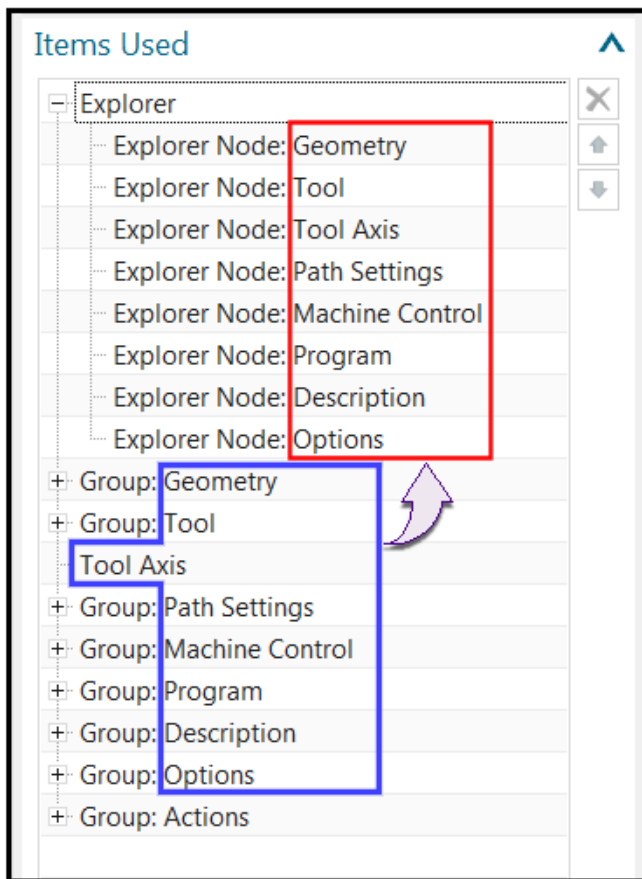 Items Used
Explorer
Explorer Node: Geometry
Explorer Node: Tool
Explorer Node: Tool Axis
Explorer Node: Path Settings
Explorer Node: Machine Control
Explorer Node: Program
Explorer Node: Description
Explorer Node: Options
Group: Geometry
Group: Tool
Tool Axis
Group: Path Settings
Group: Machine Control
Group: Program
Group: Description
Group: Options
Group: Actions